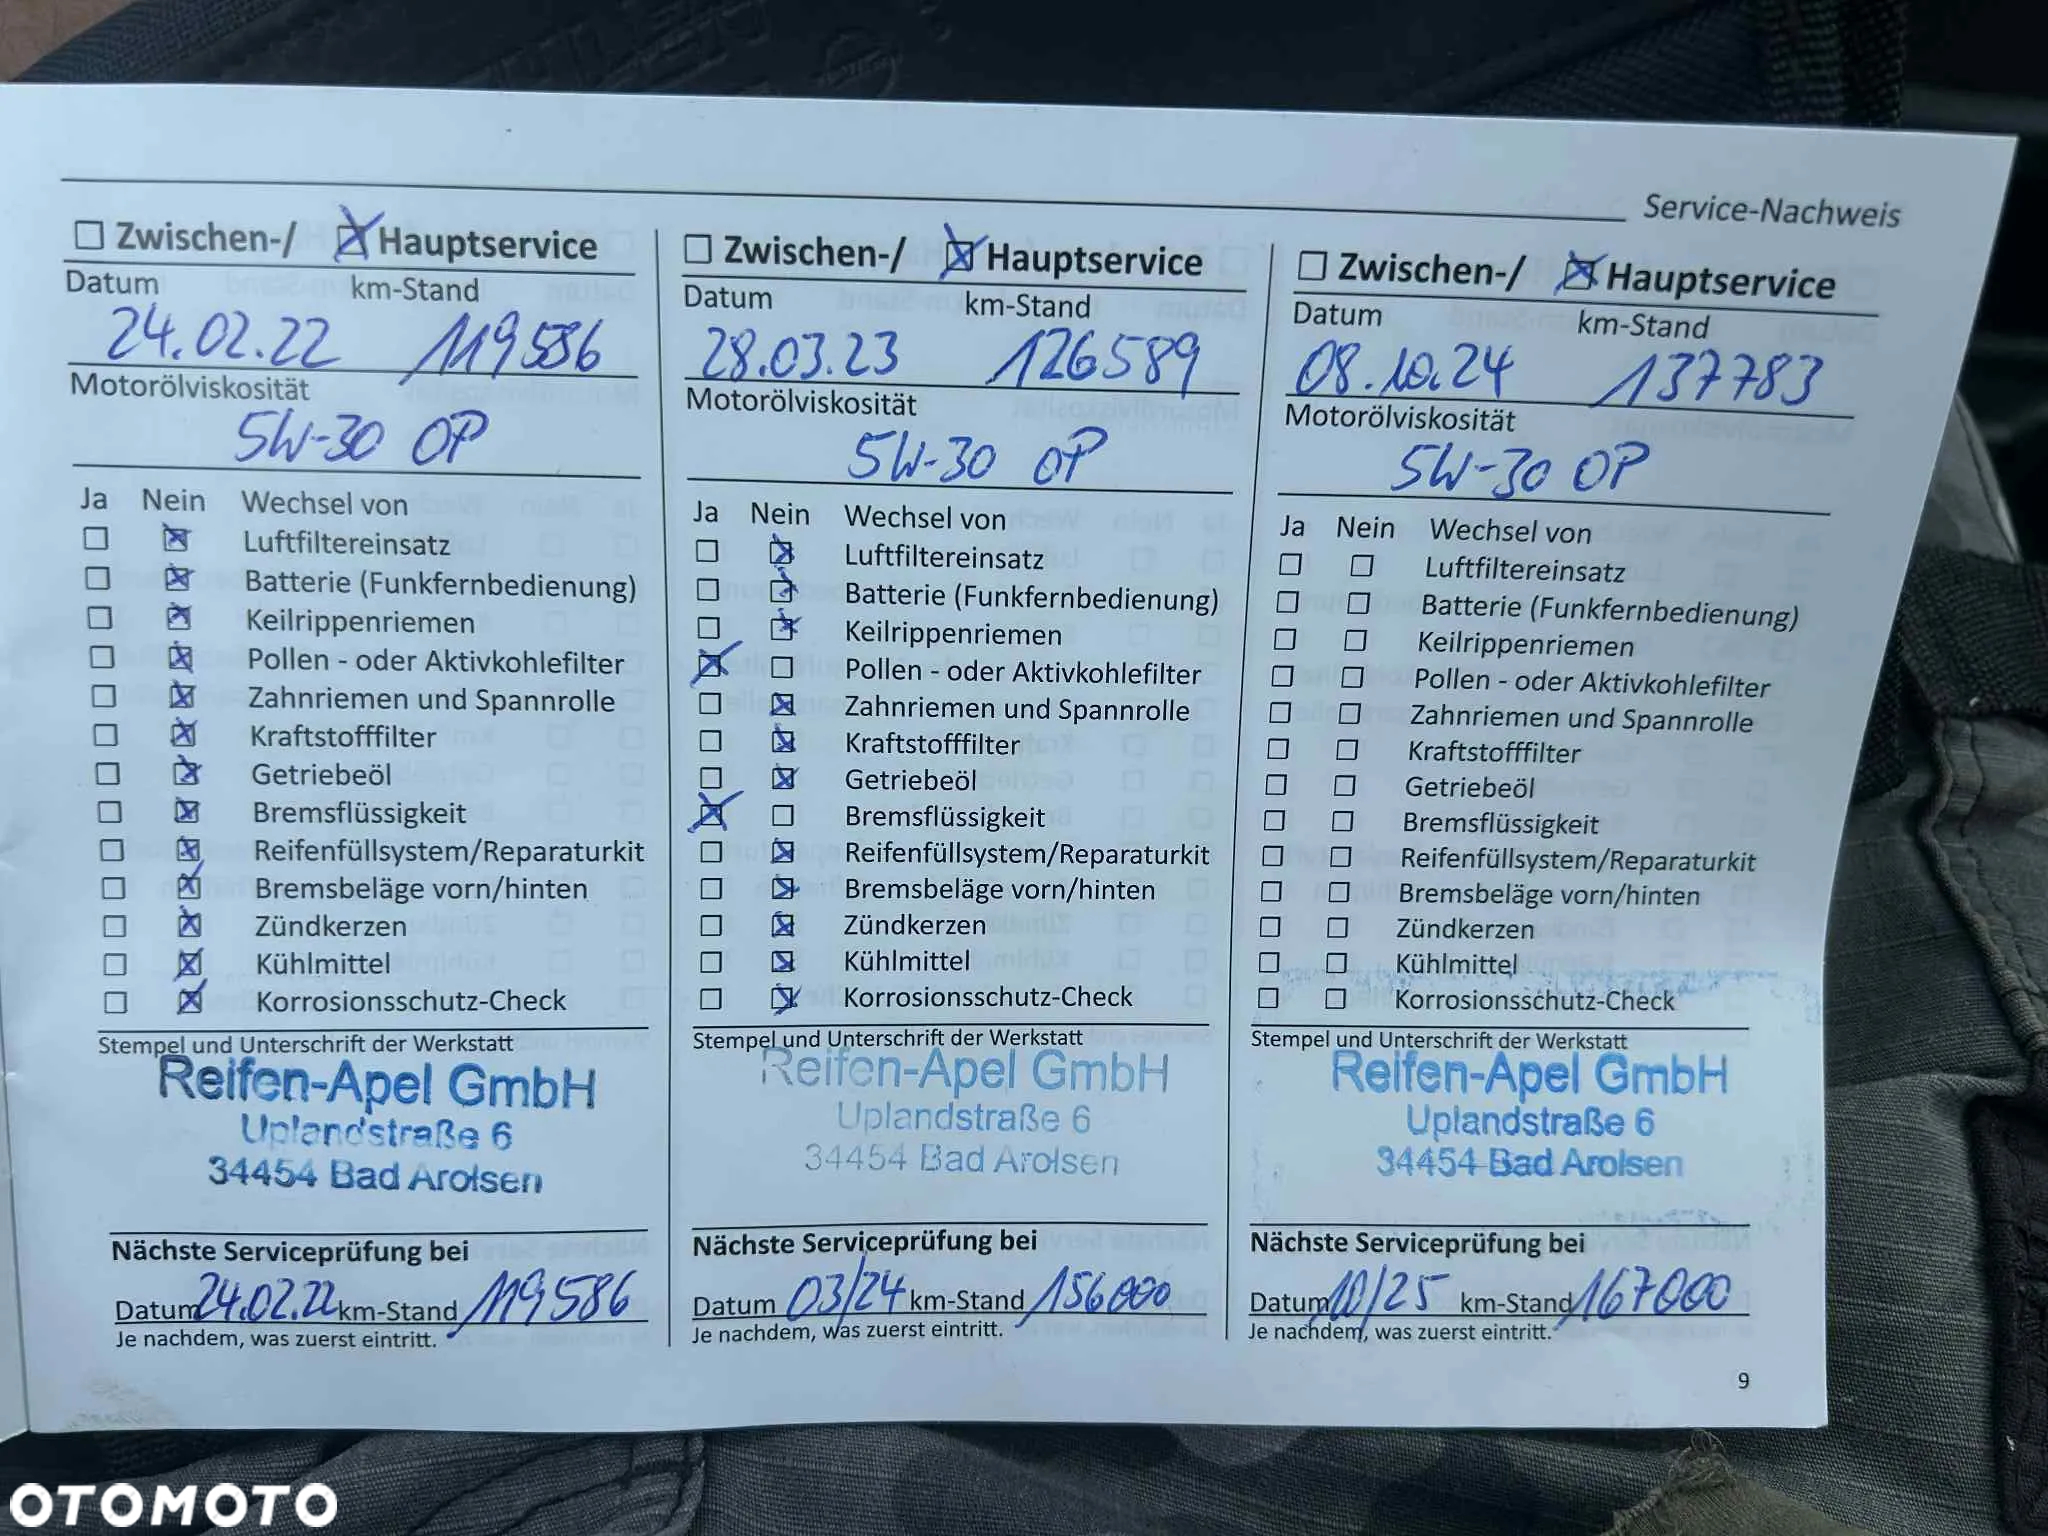 Service-Nachweis
Zwischen-/ Hauptservice
Datum km-Stand
24.02.22 119586
Motorölviskosität
5W-30 OP
Ja Nein Wechsel von
Luftfiltereinsatz
Batterie (Funkfernbedienung)
Keilrippenriemen
Pollen - oder Aktivkohlefilter
Zahnriemen und Spannrolle
Kraftstofffilter
Getriebeöl
Bremsflüssigkeit
Reifenfüllsystem/Reparaturkit
Bremsbeläge vorn/hinten
Zündkerzen
Kühlmittel
Korrosionsschutz-Check
Stempel und Unterschrift der Werkstatt
Reifen-Apel GmbH
Uplandstraße 6
34454 Bad Arolsen
Nächste Serviceprüfung bei
Datum 24.02.22 km-Stand 119586
Je nachdem, was zuerst eintritt.
Zwischen-/ Hauptservice
Datum km-Stand
28.03.23 126589
Motorölviskosität
5W-30 OP
Ja Nein Wechsel von
Luftfiltereinsatz
Batterie (Funkfernbedienung)
Keilrippenriemen
Pollen - oder Aktivkohlefilter
Zahnriemen und Spannrolle
Kraftstofffilter
Getriebeöl
Bremsflüssigkeit
Reifenfüllsystem/Reparaturkit
Bremsbeläge vorn/hinten
Zündkerzen
Kühlmittel
Korrosionsschutz-Check
Stempel und Unterschrift der Werkstatt
Reifen-Apel GmbH
Uplandstraße 6
34454 Bad Arolsen
Nächste Serviceprüfung bei
Datum 03/24 km-Stand 156000
Je nachdem, was zuerst eintritt.
Zwischen-/ Hauptservice
Datum km-Stand
08.10.24 137783
Motorölviskosität
5W-30 OP
Ja Nein Wechsel von
Luftfiltereinsatz
Batterie (Funkfernbedienung)
Keilrippenriemen
Pollen - oder Aktivkohlefilter
Zahnriemen und Spannrolle
Kraftstofffilter
Getriebeöl
Bremsflüssigkeit
Reifenfüllsystem/Reparaturkit
Bremsbeläge vorn/hinten
Zündkerzen
Kühlmittel
Korrosionsschutz-Check
Stempel und Unterschrift der Werkstatt
Reifen-Apel GmbH
Uplandstraße 6
34454 Bad Arolsen
Nächste Serviceprüfung bei
Datum 10/25 km-Stand 167000
Je nachdem, was zuerst eintritt.
9
OTOMOTO